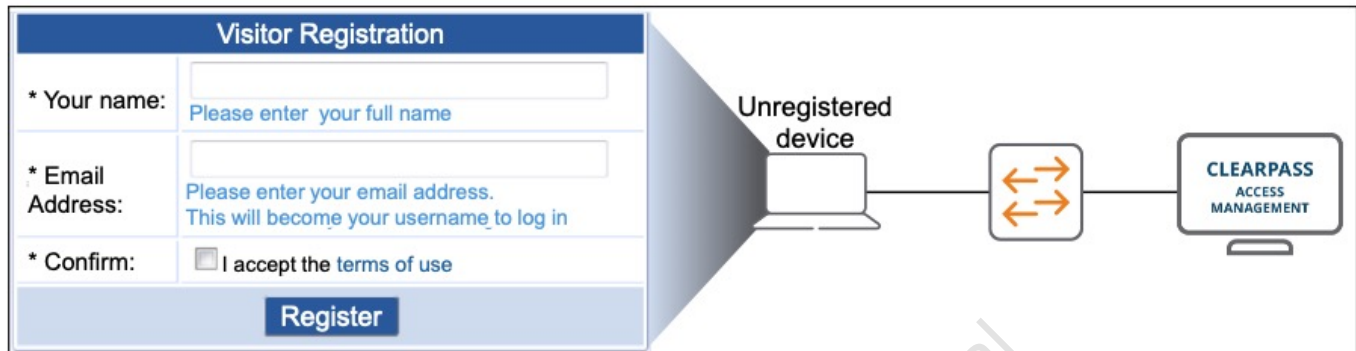 Visitor Registration
* Your name:
Please enter your full name
* Email
Address:
Please enter your email address.
This will become your username to log in
* Confirm:
I accept the terms of use
Register
Unregistered
device
CLEARPASS
ACCESS
MANAGEMENT